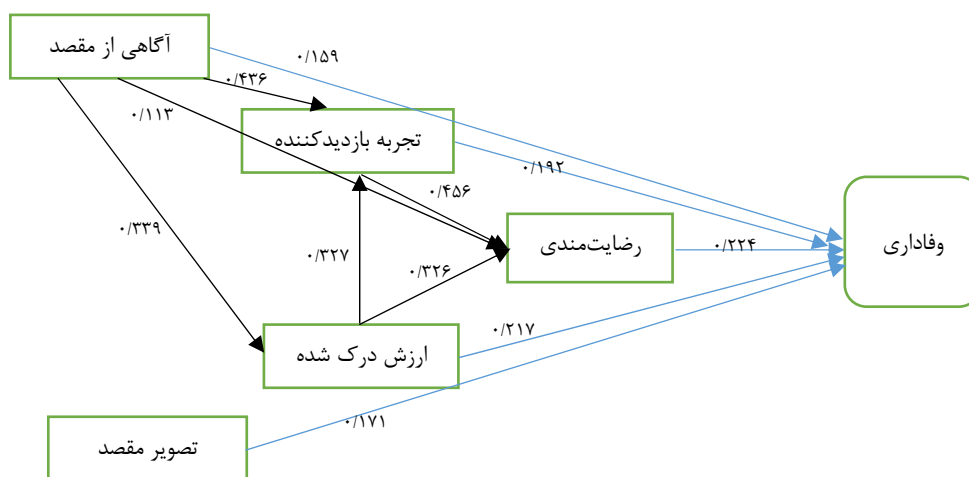 آگاهی از مقصد
۰/۱۵۹
۰/۴۳۶
۰/۱۱۳
تجربه بازدیدکننده
۰/۱۹۲
۰/۴۵۶
۰/۳۳۹
رضایت‌مندی
۰/۲۲۴
وفاداری
۰/۳۲۷
۰/۳۲۶
۰/۲۱۷
ارزش درک شده
۰/۱۷۱
تصویر مقصد